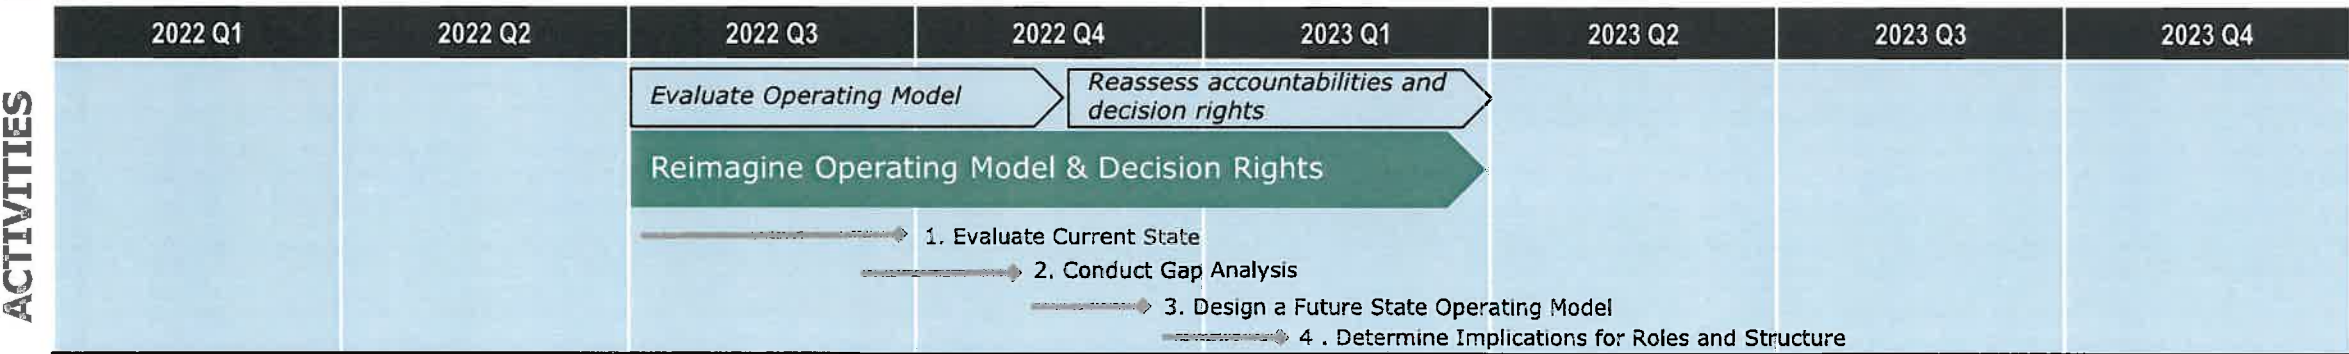 2022 Q1
2022 Q2
2022 Q3
2022 Q4
2023 Q1
2023 Q2
2023 Q3
2023 Q4
ACTIVITIES
Evaluate Operating Model
Reassess accountabilities and
decision rights
Reimagine Operating Model & Decision Rights
1. Evaluate Current State
2. Conduct Gap Analysis
3. Design a Future State Operating Model
4 . Determine Implications for Roles and Structure